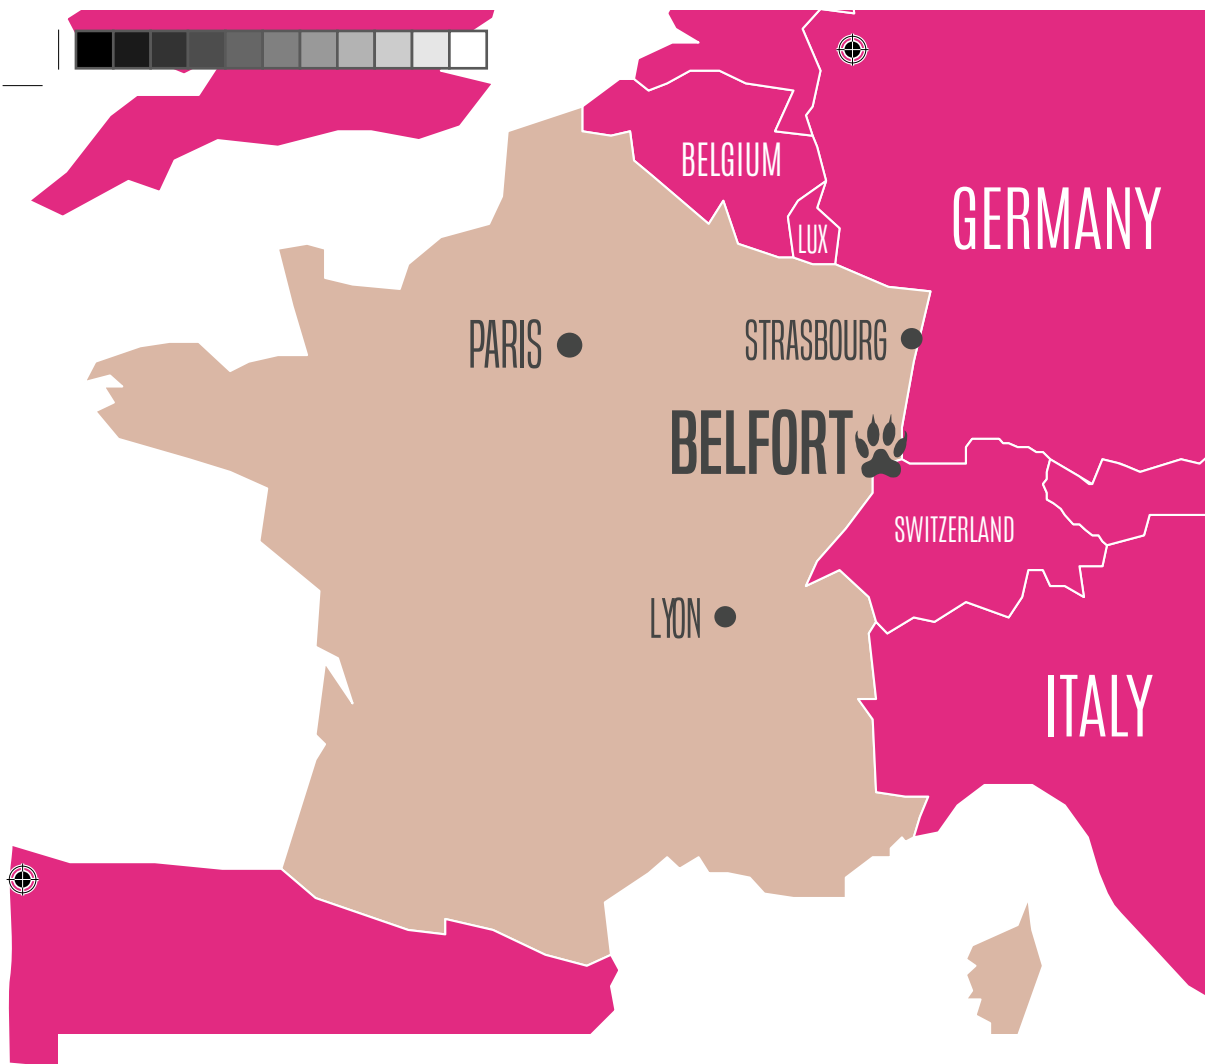 BELGIUM
GERMANY
LUX
PARIS
STRASBOURG
BELFORT
SWITZERLAND
LYON
ITALY